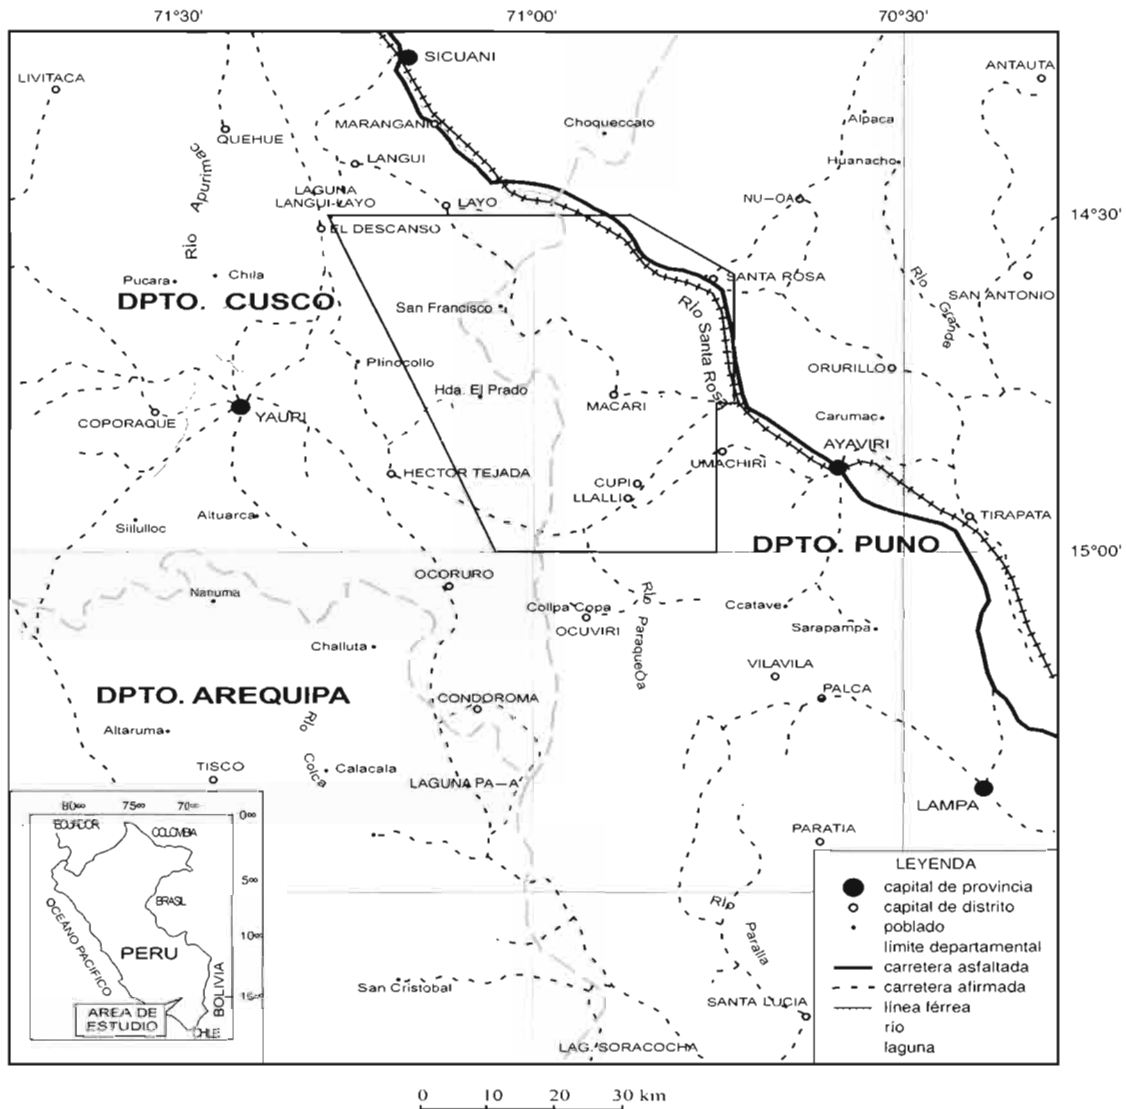 71°30' 71°00' 70°30'
SICUANI
LIVITACA
ANTAUTA
MARANGANI
Choqueccato
Alpaca
QUEHUE
LANGUI
Huanacho
Río Apurimac
LAGUNA
LANGUI-LAYO
LAYO
NU-OA
14°30'
EL DESCANSO
Pucara
Chila
SANTA ROSA
Río Grande
SAN ANTONIO
DPTO. CUSCO
San Francisco
Río Santa Rosa
Plinocollo
ORURILLO
Hda. El Prado
MACARI
COPORAQUE
YAURI
Carumac
AYAVIRI
UMACHIRI
HECTOR TEJADA
CUPI
LLALLI
Sillulloc
Altuarca
TIRAPATA
DPTO. PUNO
15°00'
OCORURO
Nanuma
Collpa Copa
Río ParaqueÒa
Ccatave
OCUVIRI
Sarapampa
Challuta
VILAVILA
DPTO. AREQUIPA
CONDOROMA
PALCA
Altaruma
Río Colca
TISCO
Calacala
LAGUNA PA-A
LAMPA
PARATIA
80∞ 75∞ 70∞
0∞
ECUADOR
COLOMBIA
5∞
BRASIL
OCEANO PACIFICO
10∞
PERU
BOLIVIA
15∞
AREA DE
ESTUDIO
CHILE
San Cristobal
SANTA LUCIA
LAG. SORACOCHA
LEYENDA
capital de provincia
capital de distrito
poblado
límite departamental
carretera asfaltada
carretera afirmada
línea férrea
río
laguna
0 10 20 30 km